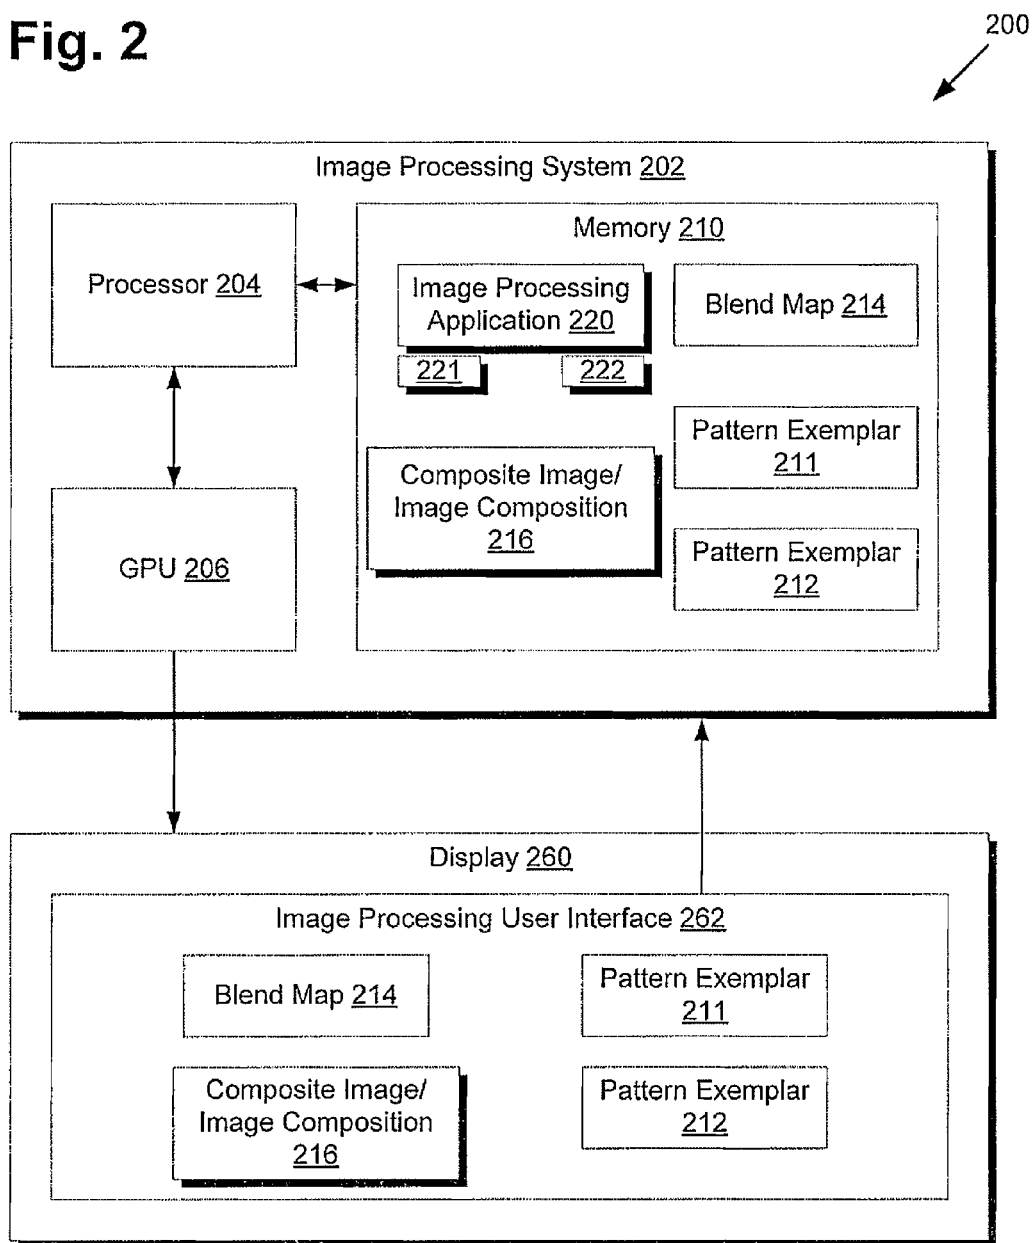 Fig. 2
200
Image Processing System 202
Processor 204
Memory 210
Image Processing
Application 220
221
222
Blend Map 214
Pattern Exemplar
211
Composite Image/
Image Composition
216
Pattern Exemplar
212
GPU 206
Display 260
Image Processing User Interface 262
Blend Map 214
Pattern Exemplar
211
Composite Image/
Image Composition
216
Pattern Exemplar
212